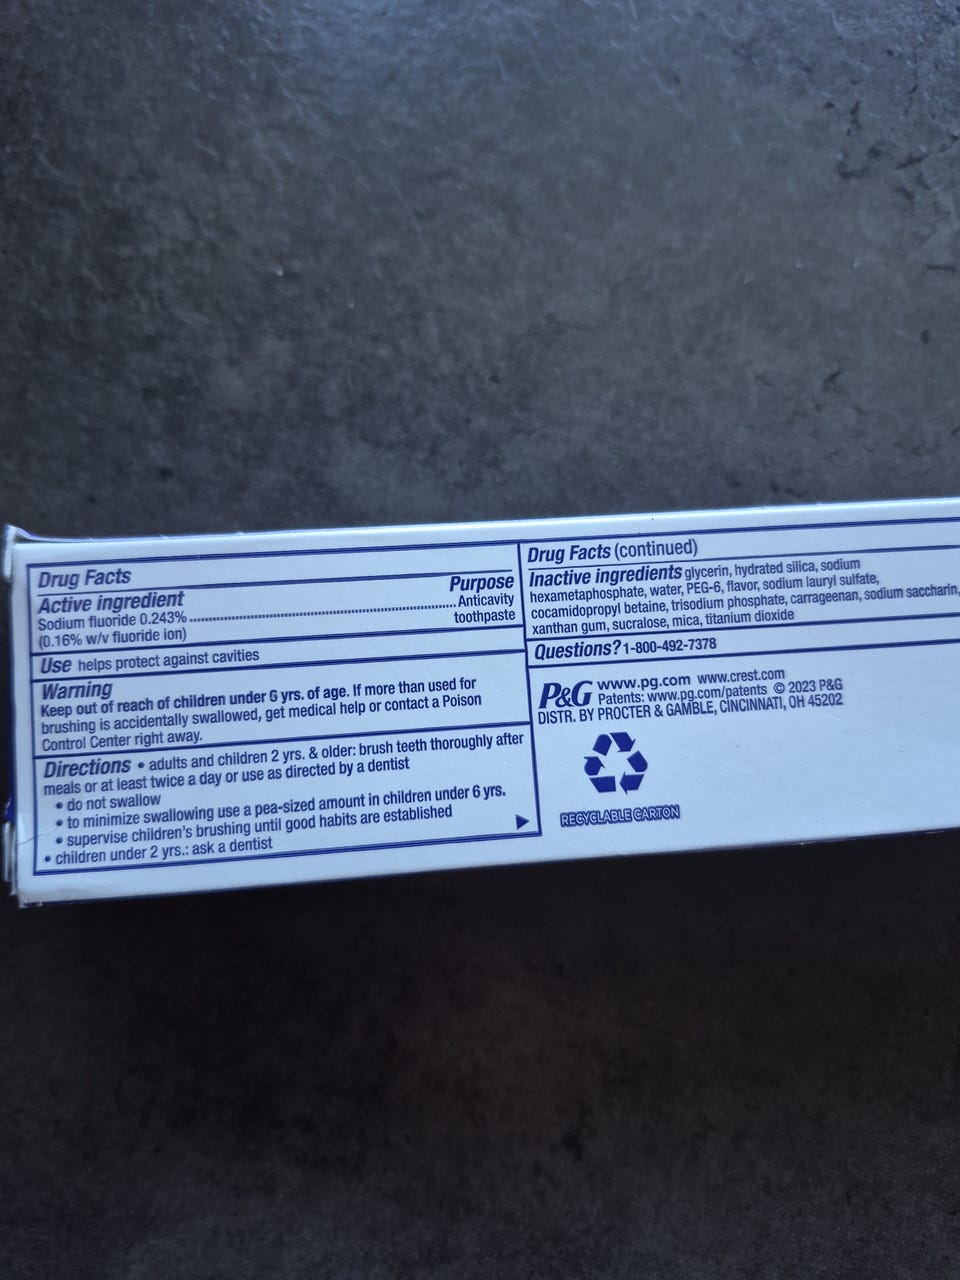 Drug Facts
Active ingredient Purpose
Sodium fluoride 0.243%........................................................ Anticavity
(0.16% w/v fluoride ion) toothpaste
Use helps protect against cavities
Warning
Keep out of reach of children under 6 yrs. of age. If more than used for
brushing is accidentally swallowed, get medical help or contact a Poison
Control Center right away.
Directions • adults and children 2 yrs. & older: brush teeth thoroughly after
meals or at least twice a day or use as directed by a dentist
• do not swallow
• to minimize swallowing use a pea-sized amount in children under 6 yrs.
• supervise children's brushing until good habits are established
• children under 2 yrs.: ask a dentist
Drug Facts (continued)
Inactive ingredients glycerin, hydrated silica, sodium
hexametaphosphate, water, PEG-6, flavor, sodium lauryl sulfate,
cocamidopropyl betaine, trisodium phosphate, carrageenan, sodium saccharin,
xanthan gum, sucralose, mica, titanium dioxide
Questions? 1-800-492-7378
P&G www.pg.com www.crest.com
Patents: www.pg.com/patents © 2023 P&G
DISTR. BY PROCTER & GAMBLE, CINCINNATI, OH 45202
RECYCLABLE CARTON